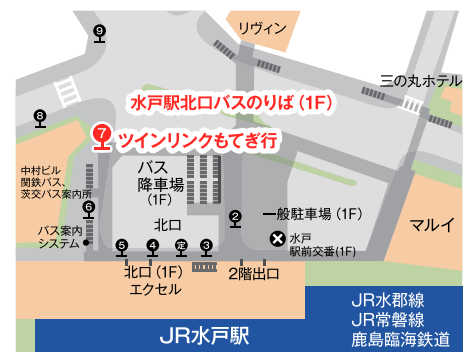 リヴィン
⑨
三の丸ホテル
水戸駅北口バスのりば（1F）
⑧
⑦ ツインリンクもてぎ行
中村ビル
関鉄バス、
茨交バス案内所
バス
降車場
（1F）
⑥
②
一般駐車場（1F）
北口
マルイ
バス案内
システム
水戸
駅前交番(1F)
⑤ ④ 定 ③
北口（1F）
エクセル
2階出口
JR水郡線
JR常磐線
鹿島臨海鉄道
JR水戸駅